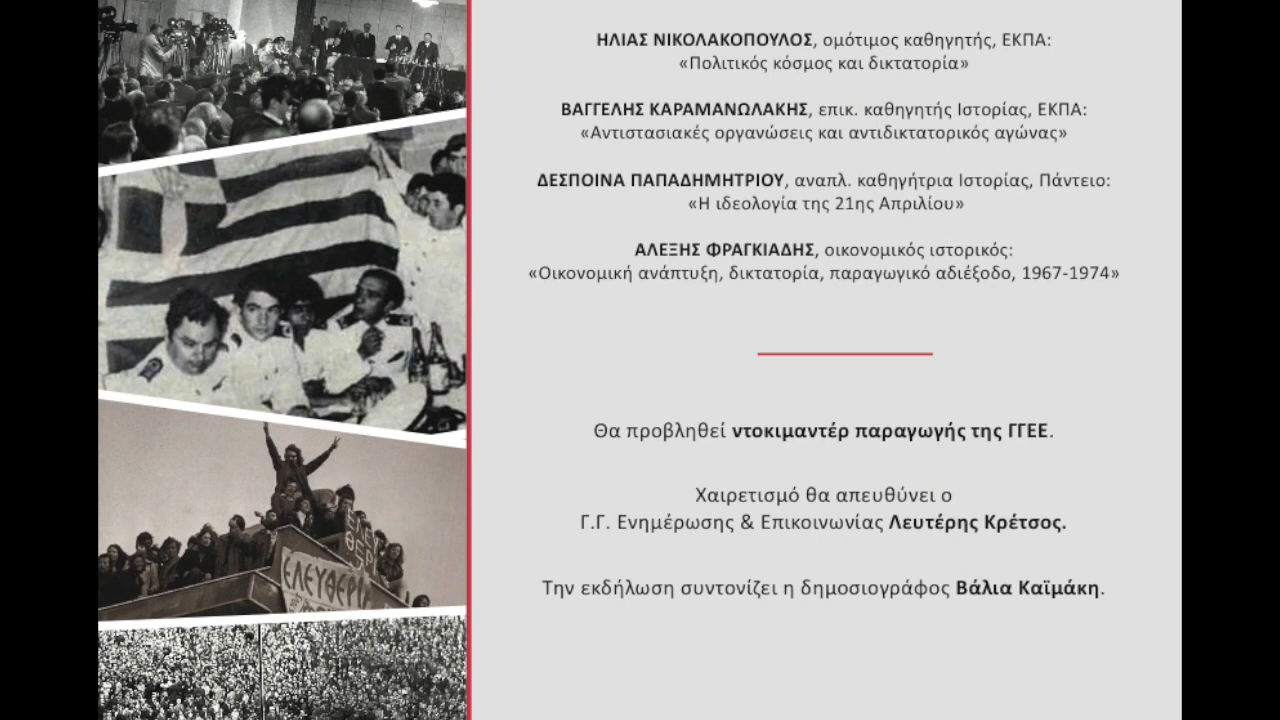 ΗΛΙΑΣ ΝΙΚΟΛΑΚΟΠΟΥΛΟΣ, ομότιμος καθηγητής, ΕΚΠΑ:
«Πολιτικός κόσμος και δικτατορία»
ΒΑΓΓΕΛΗΣ ΚΑΡΑΜΑΝΩΛΑΚΗΣ, επικ. καθηγητής Ιστορίας, ΕΚΠΑ:
«Αντιστασιακές οργανώσεις και αντιδικτατορικός αγώνας»
ΔΕΣΠΟΙΝΑ ΠΑΠΑΔΗΜΗΤΡΙΟΥ, αναπλ. καθηγήτρια Ιστορίας, Πάντειο:
«Η ιδεολογία της 21ης Απριλίου»
ΑΛΕΞΗΣ ΦΡΑΓΚΙΑΔΗΣ, οικονομικός ιστορικός:
«Οικονομική ανάπτυξη, δικτατορία, παραγωγικό αδιέξοδο, 1967-1974»
Θα προβληθεί ντοκιμαντέρ παραγωγής της ΓΓΕΕ.
Χαιρετισμό θα απευθύνει ο
Γ.Γ. Ενημέρωσης & Επικοινωνίας Λευτέρης Κρέτσος.
Την εκδήλωση συντονίζει η δημοσιογράφος Βάλια Καϊμάκη.
ΕΛΕΥΘΕΡΙΑ